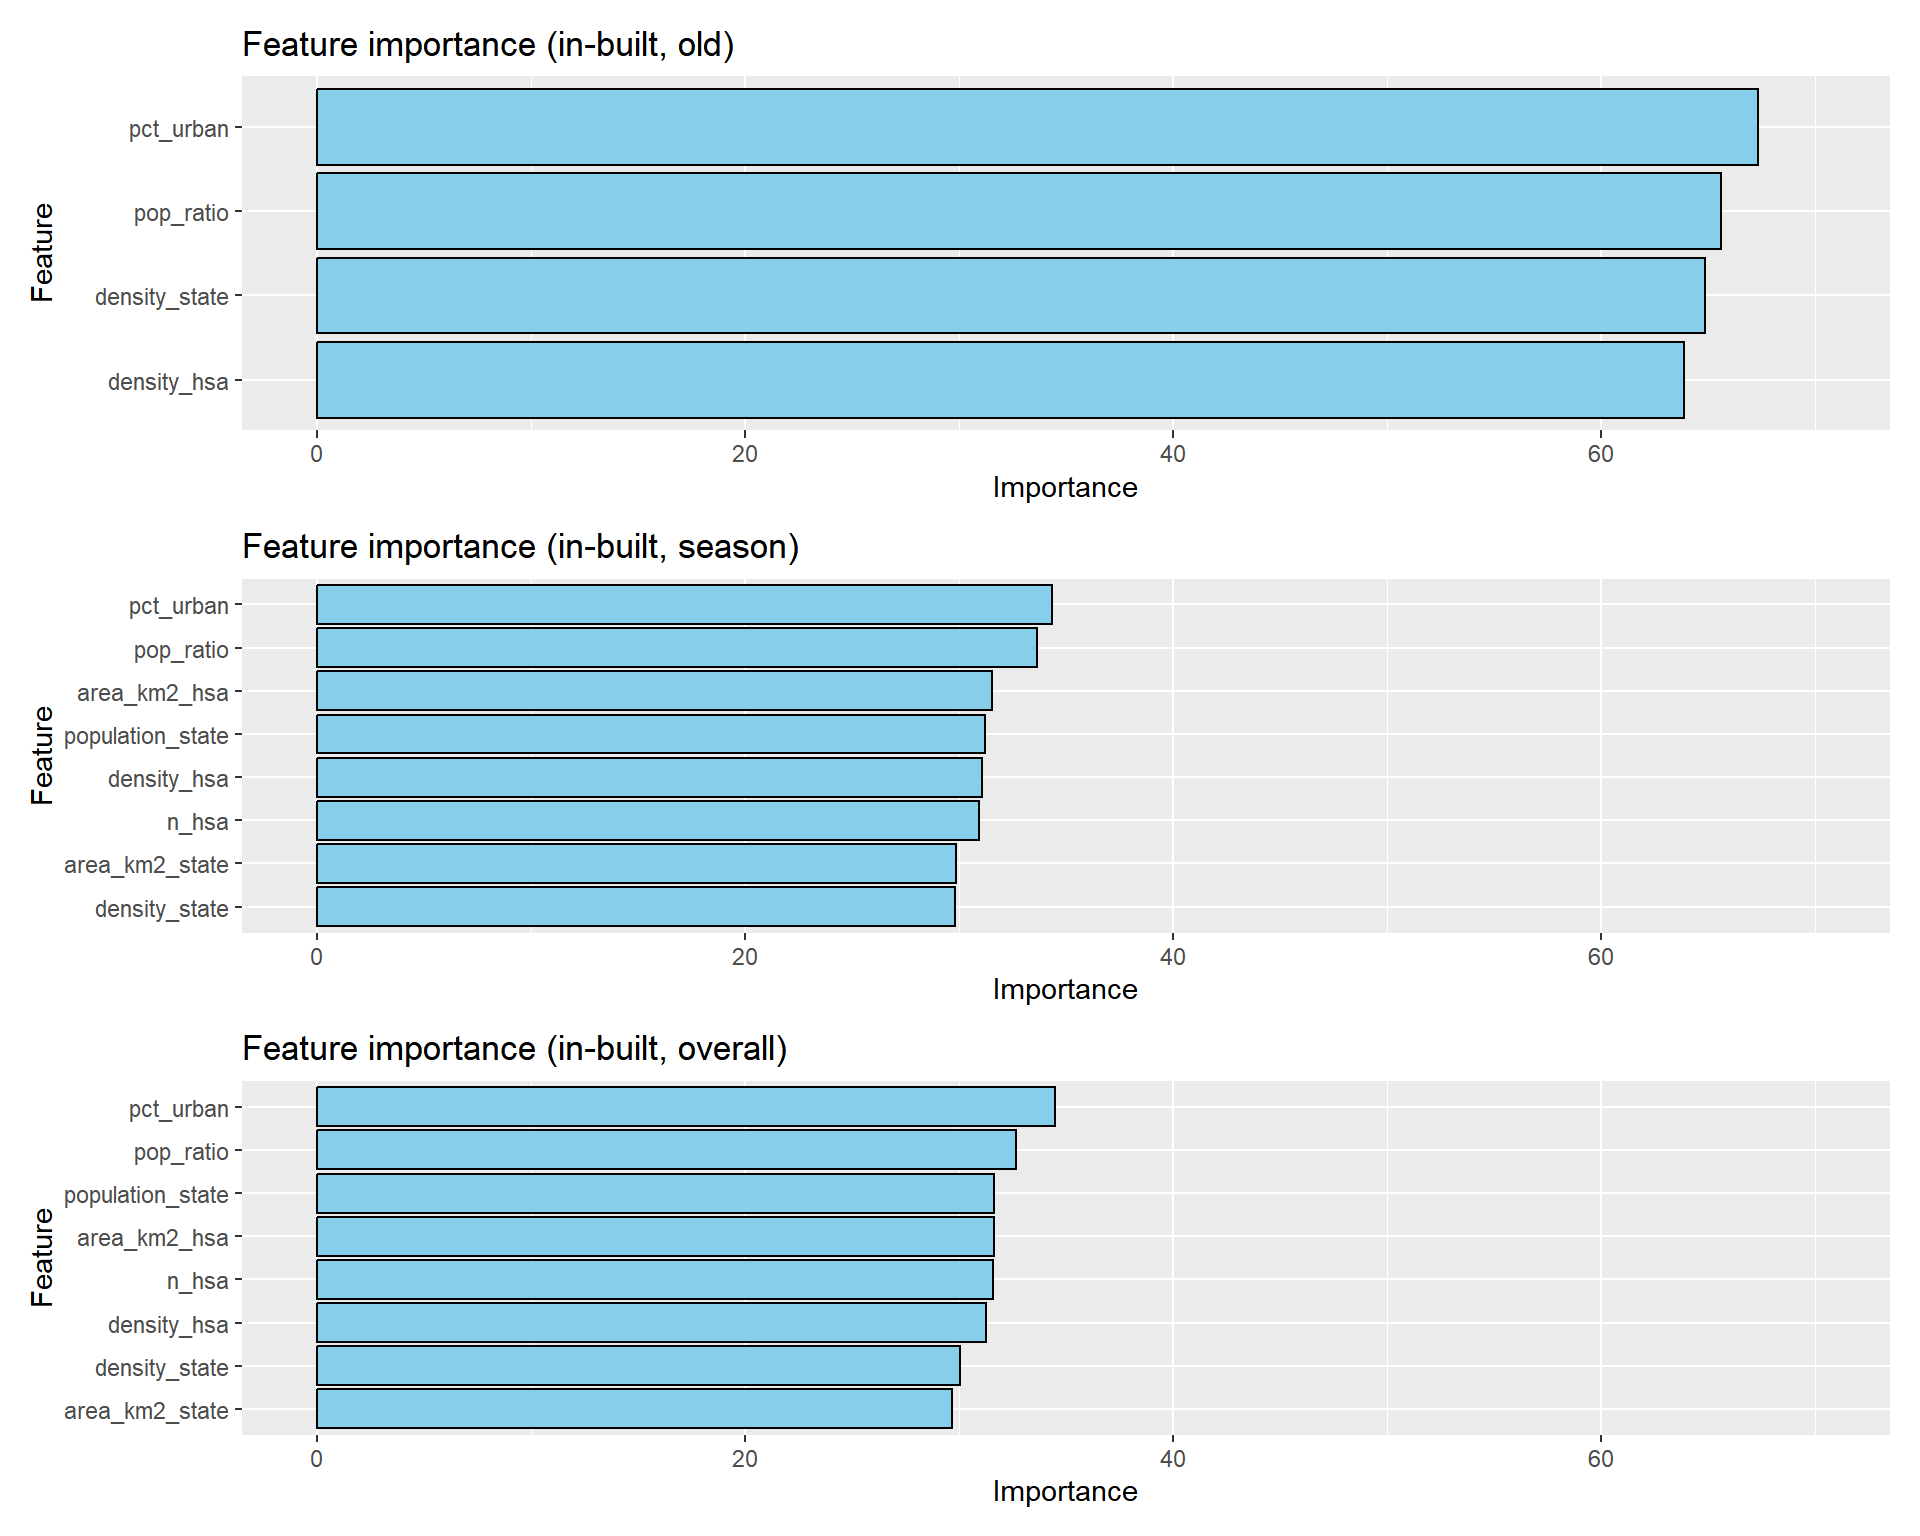 Feature importance (in-built, old)
Feature
pct_urban
pop_ratio
density_state
density_hsa
0 20 40 60
Importance
Feature importance (in-built, season)
Feature
pct_urban
pop_ratio
area_km2_hsa
population_state
density_hsa
n_hsa
area_km2_state
density_state
0 20 40 60
Importance
Feature importance (in-built, overall)
Feature
pct_urban
pop_ratio
population_state
area_km2_hsa
n_hsa
density_hsa
density_state
area_km2_state
0 20 40 60
Importance